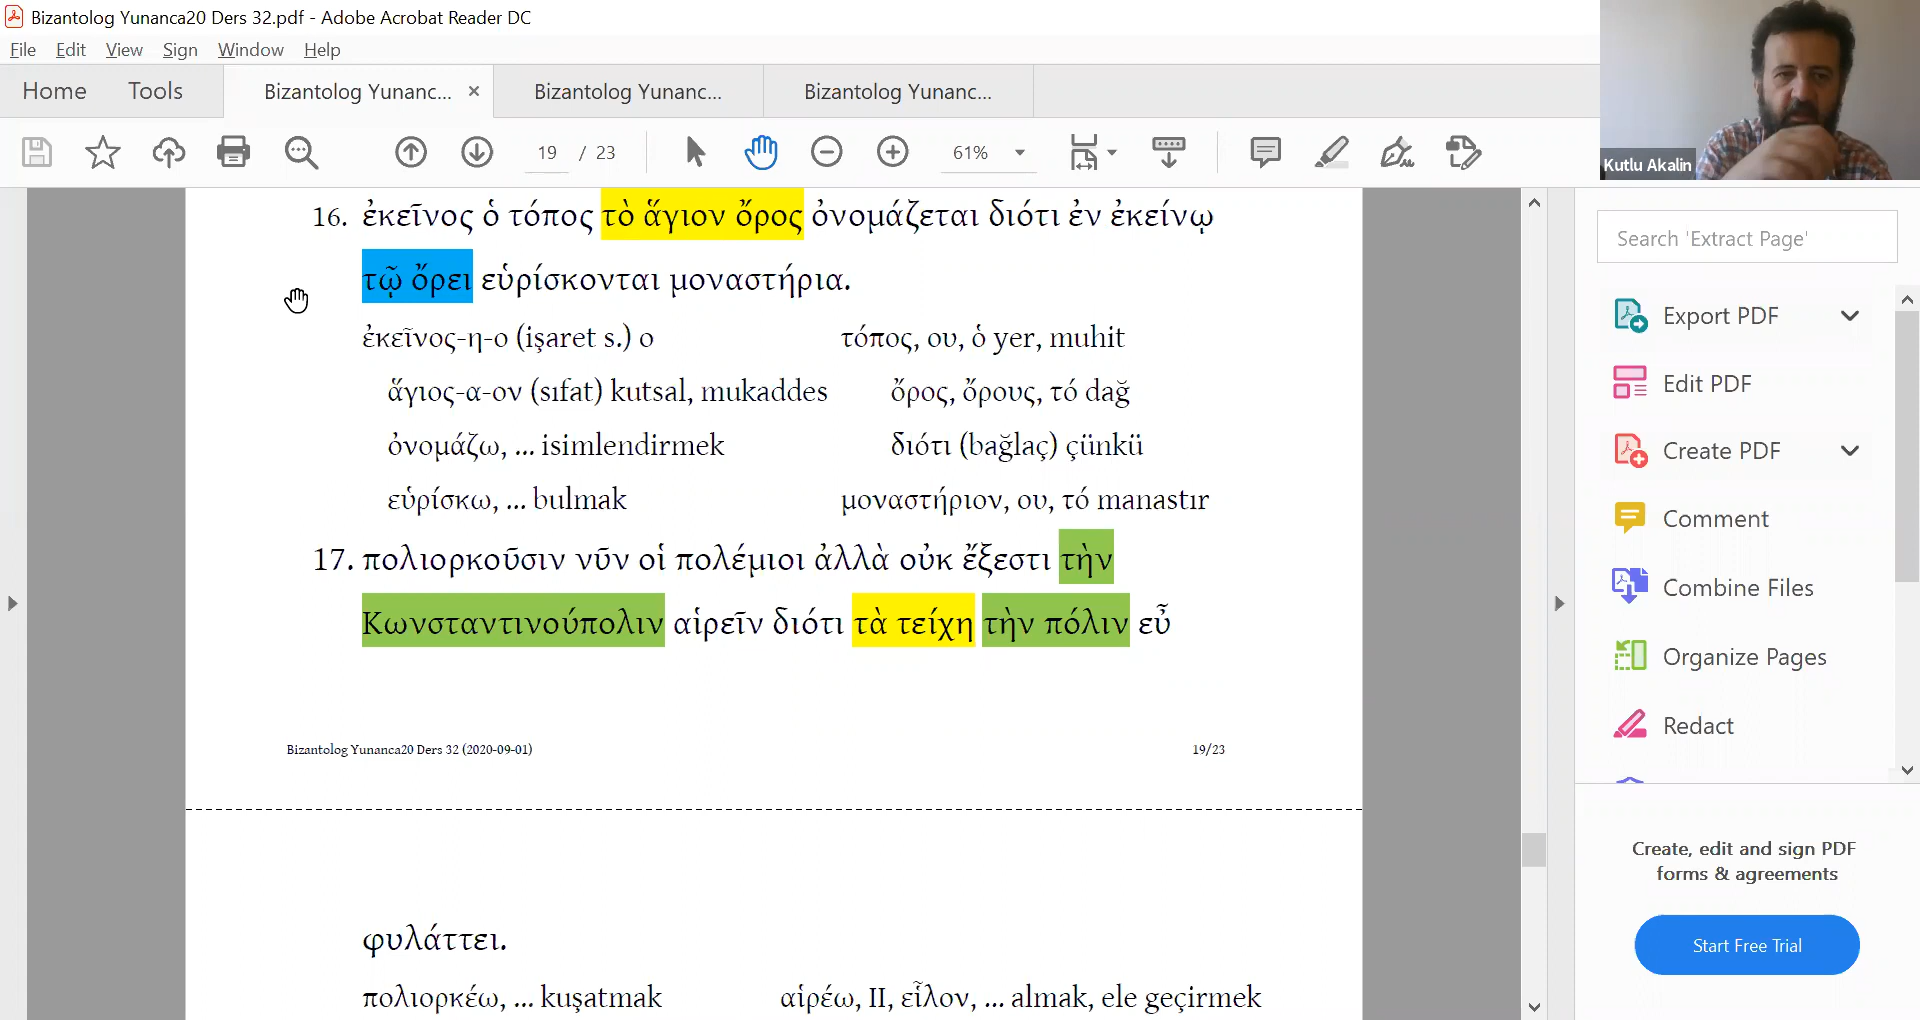 Bizantolog Yunanca20 Ders 32.pdf - Adobe Acrobat Reader DC
File Edit View Sign Window Help
Home Tools Bizantolog Yunanc... × Bizantolog Yunanc... Bizantolog Yunanc...
19 / 23 61%
Kutlu Akalin
16. ἐκεῖνος ὁ τόπος τὸ ἅγιον ὄρος ὀνομάζεται διότι ἐν ἐκείνῳ
τῷ ὄρει εὑρίσκονται μοναστήρια.
ἐκεῖνος-η-ο (işaret s.) o τόπος, ου, ὁ yer, muhit
ἅγιος-α-ον (sıfat) kutsal, mukaddes ὄρος, ὄρους, τό dağ
ὀνομάζω, ... isimlendirmek διότι (bağlaç) çünkü
εὑρίσκω, ... bulmak μοναστήριον, ου, τό manastır
17. πολιορκοῦσιν νῦν οἱ πολέμιοι ἀλλὰ οὐκ ἔξεστι τὴν
Κωνσταντινούπολιν αἱρεῖν διότι τὰ τείχη τὴν πόλιν εὖ
Bizantolog Yunanca20 Ders 32 (2020-09-01) 19/23
φυλάττει.
πολιορκέω, ... kuşatmak αἱρέω, II, εἷλον, ... almak, ele geçirmek
Search 'Extract Page'
Export PDF
Edit PDF
Create PDF
Comment
Combine Files
Organize Pages
Redact
Create, edit and sign PDF
forms & agreements
Start Free Trial